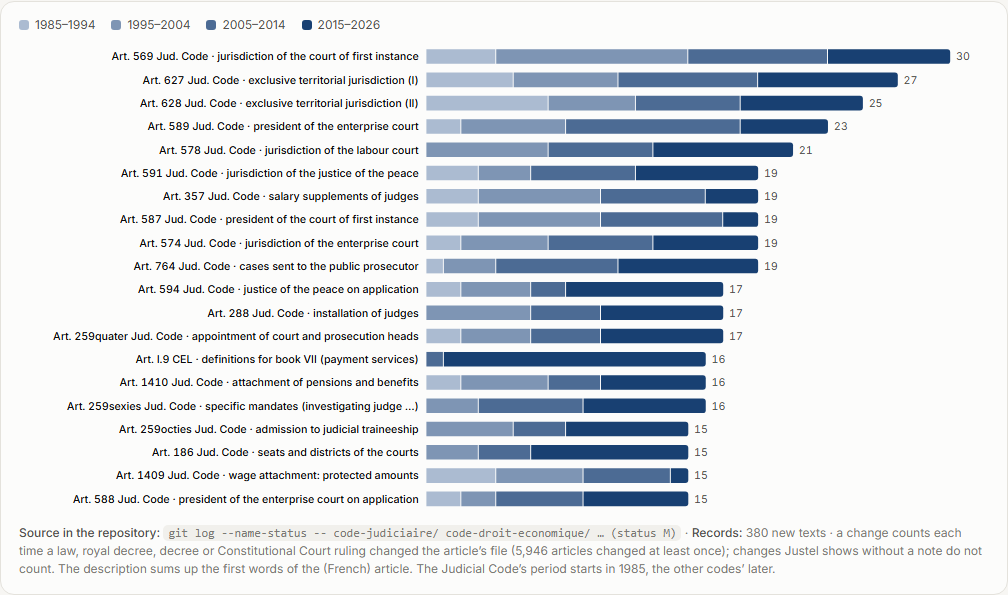 1985–1994 1995–2004 2005–2014 2015–2026
Art. 569 Jud. Code · jurisdiction of the court of first instance 30
Art. 627 Jud. Code · exclusive territorial jurisdiction (I) 27
Art. 628 Jud. Code · exclusive territorial jurisdiction (II) 25
Art. 589 Jud. Code · president of the enterprise court 23
Art. 578 Jud. Code · jurisdiction of the labour court 21
Art. 591 Jud. Code · jurisdiction of the justice of the peace 19
Art. 357 Jud. Code · salary supplements of judges 19
Art. 587 Jud. Code · president of the court of first instance 19
Art. 574 Jud. Code · jurisdiction of the enterprise court 19
Art. 764 Jud. Code · cases sent to the public prosecutor 19
Art. 594 Jud. Code · justice of the peace on application 17
Art. 288 Jud. Code · installation of judges 17
Art. 259quater Jud. Code · appointment of court and prosecution heads 17
Art. I.9 CEL · definitions for book VII (payment services) 16
Art. 1410 Jud. Code · attachment of pensions and benefits 16
Art. 259sexies Jud. Code · specific mandates (investigating judge …) 16
Art. 259octies Jud. Code · admission to judicial traineeship 15
Art. 186 Jud. Code · seats and districts of the courts 15
Art. 1409 Jud. Code · wage attachment: protected amounts 15
Art. 588 Jud. Code · president of the enterprise court on application 15
Source in the repository: git log --name-status -- code-judiciaire/ code-droit-economique/ … (status M) · Records: 380 new texts · a change counts each
time a law, royal decree, decree or Constitutional Court ruling changed the article's file (5,946 articles changed at least once); changes Justel shows without a note do not
count. The description sums up the first words of the (French) article. The Judicial Code's period starts in 1985, the other codes' later.